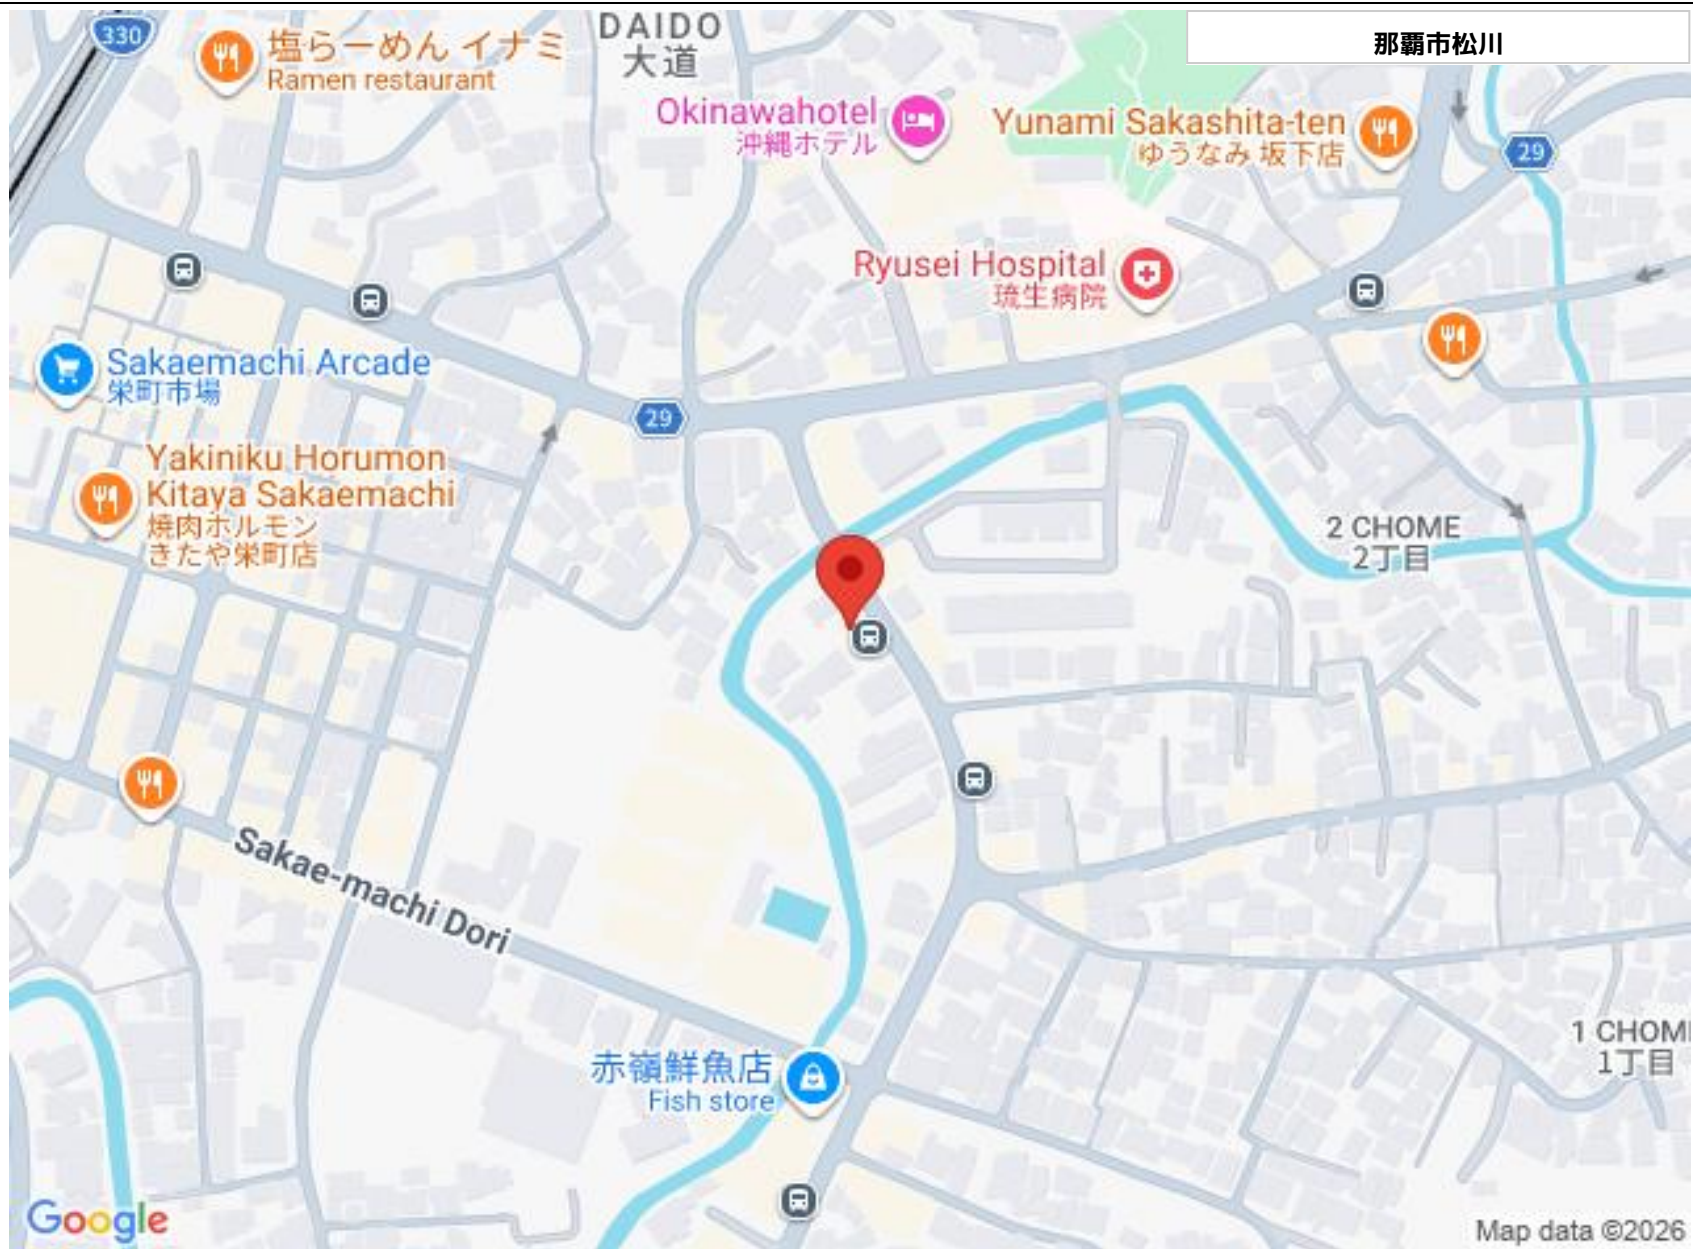 330
塩らーめん イナミ
Ramen restaurant
DAIDO
大道
那覇市松川
Okinawahotel
沖縄ホテル
Yunami Sakashita-ten
ゆうなみ 坂下店
29
Ryusei Hospital
琉生病院
Sakaemachi Arcade
栄町市場
29
Yakiniku Horumon
Kitaya Sakaemachi
焼肉ホルモン
きたや栄町店
2 CHOME
2丁目
Sakae-machi Dori
1 CHOM
1丁目
赤嶺鮮魚店
Fish store
Google
Map data ©2026